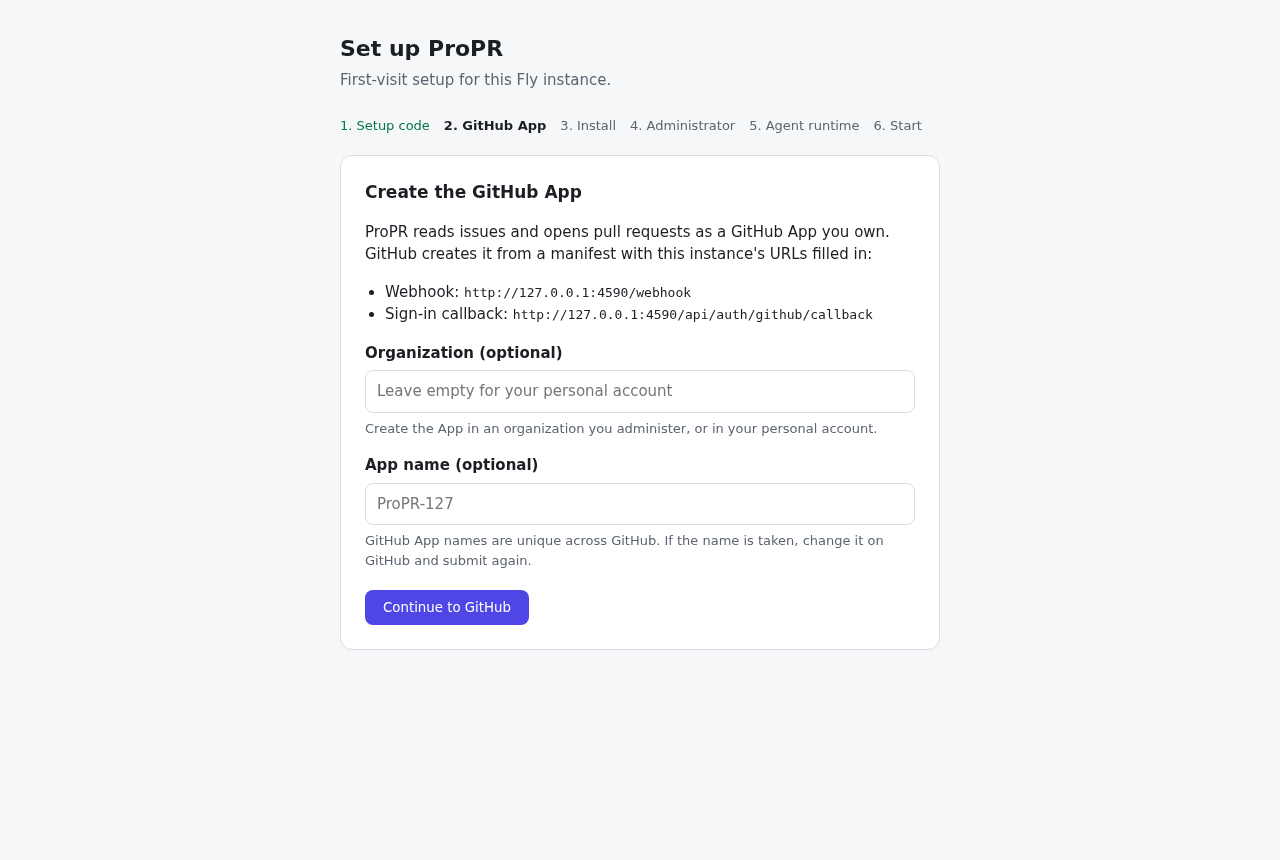 Set up ProPR
First-visit setup for this Fly instance.
1. Setup code 2. GitHub App 3. Install 4. Administrator 5. Agent runtime 6. Start
Create the GitHub App
ProPR reads issues and opens pull requests as a GitHub App you own.
GitHub creates it from a manifest with this instance's URLs filled in:
• Webhook: http://127.0.0.1:4590/webhook
• Sign-in callback: http://127.0.0.1:4590/api/auth/github/callback
Organization (optional)
Leave empty for your personal account
Create the App in an organization you administer, or in your personal account.
App name (optional)
ProPR-127
GitHub App names are unique across GitHub. If the name is taken, change it on
GitHub and submit again.
Continue to GitHub